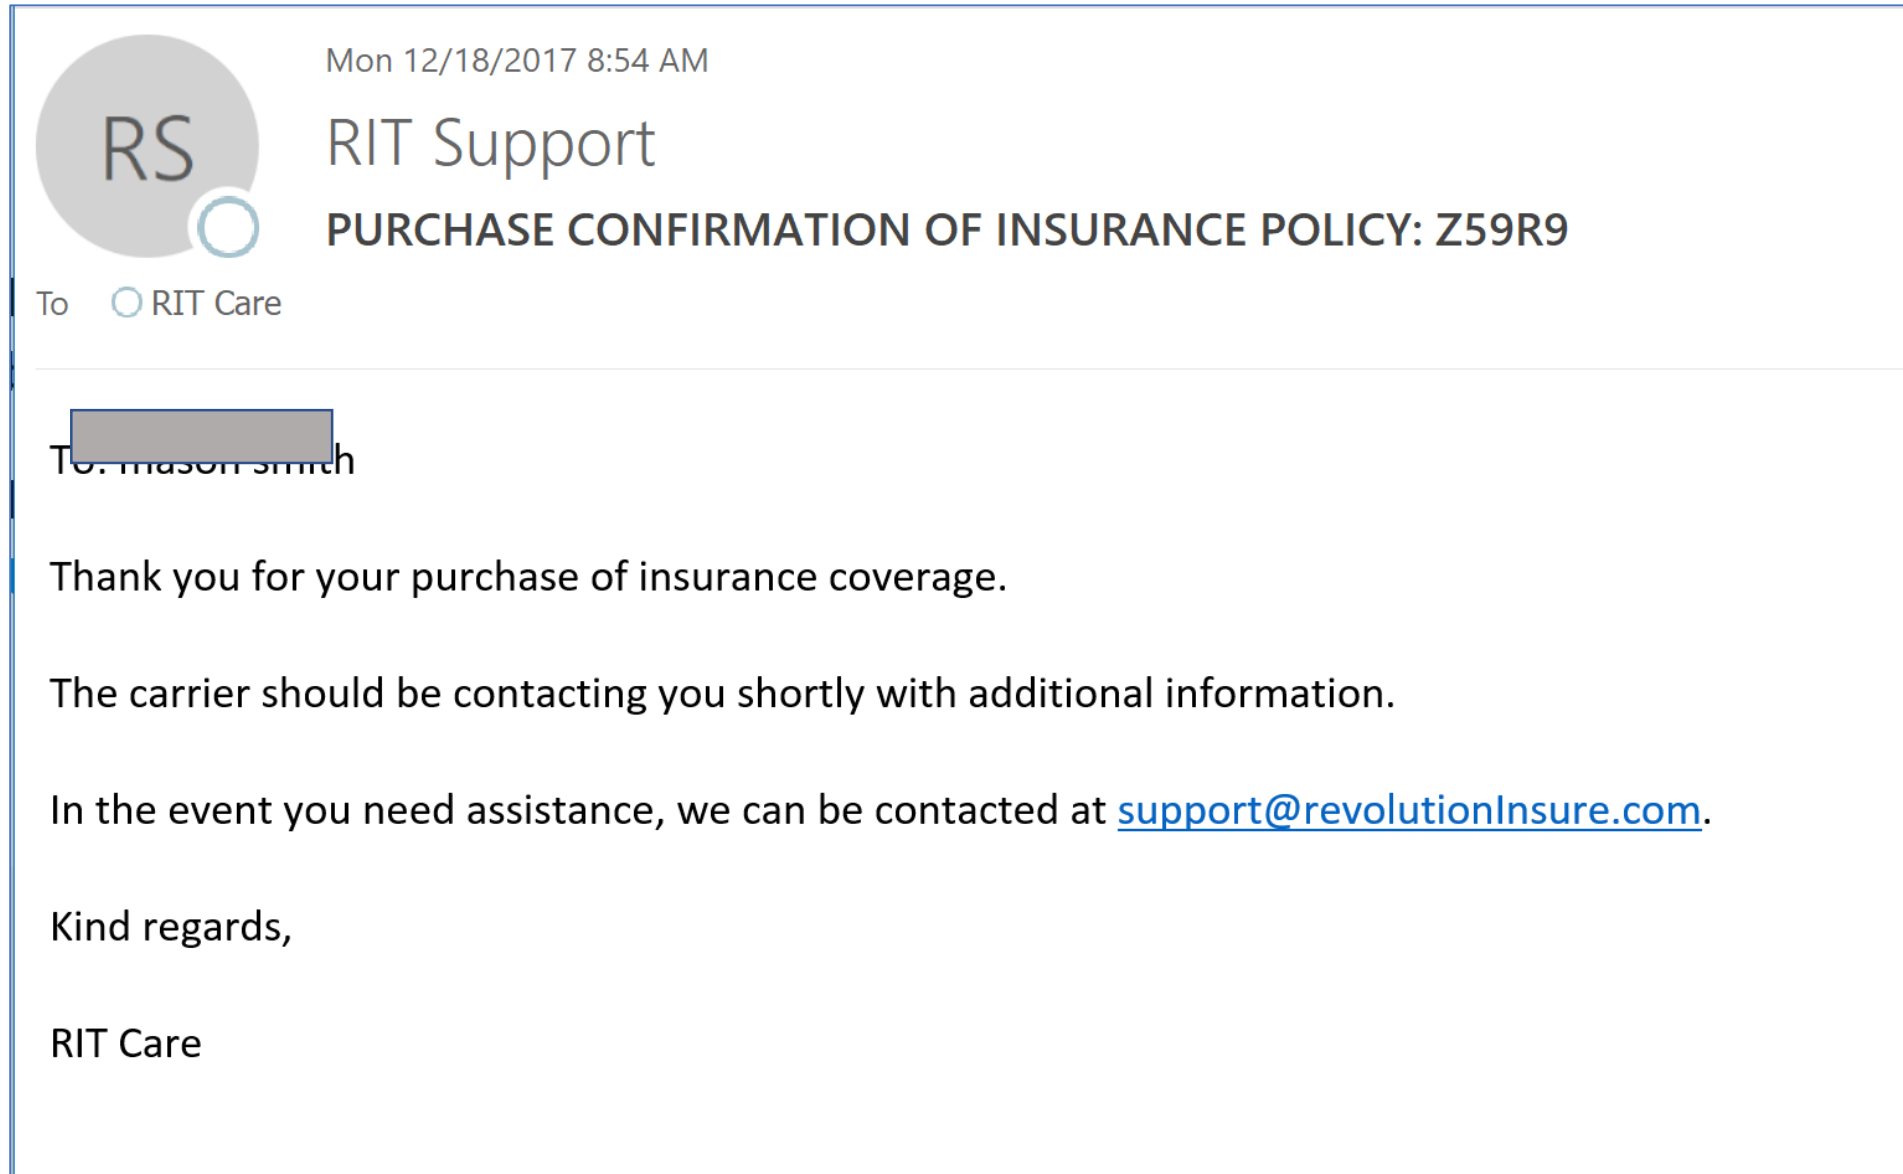 Mon 12/18/2017 8:54 AM
RS
RIT Support
PURCHASE CONFIRMATION OF INSURANCE POLICY: Z59R9
To RIT Care
Thank you for your purchase of insurance coverage.
The carrier should be contacting you shortly with additional information.
In the event you need assistance, we can be contacted at support@revolutionInsure.com.
Kind regards,
RIT Care